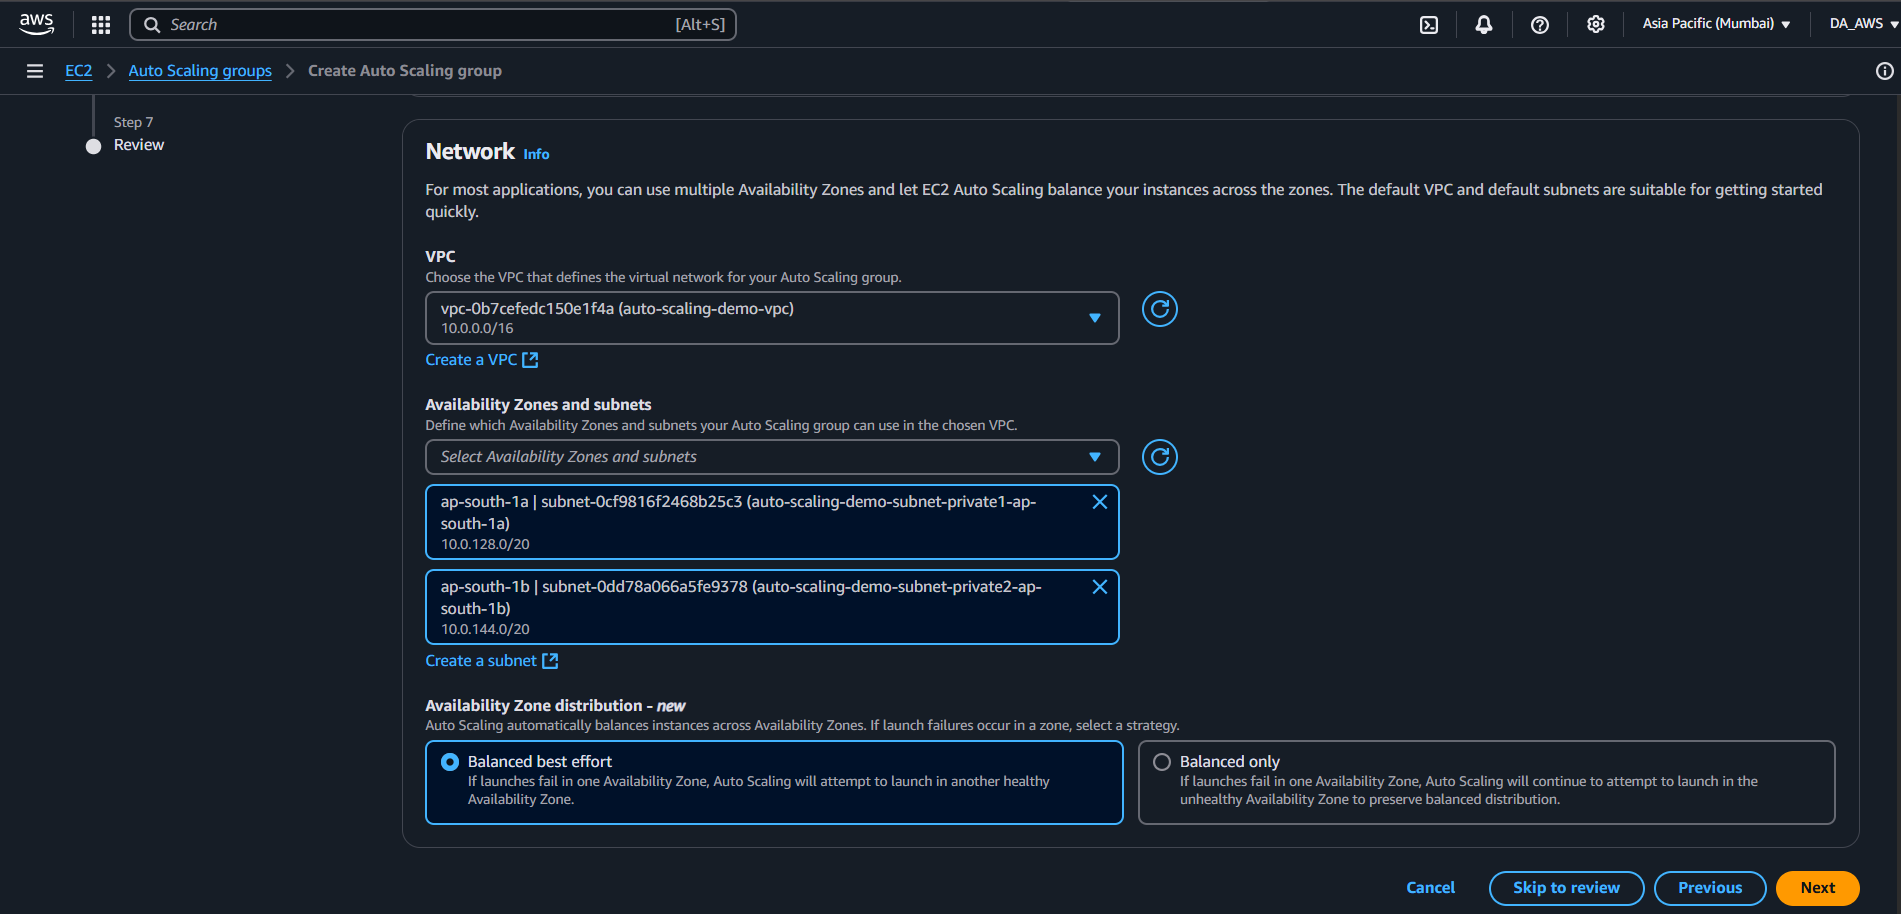 aws
Search
[Alt+S]
Asia Pacific (Mumbai)
DA_AWS
EC2
Auto Scaling groups
Create Auto Scaling group
Step 7
Review
Network Info
For most applications, you can use multiple Availability Zones and let EC2 Auto Scaling balance your instances across the zones. The default VPC and default subnets are suitable for getting started
quickly.
VPC
Choose the VPC that defines the virtual network for your Auto Scaling group.
vpc-0b7cefedc150e1f4a (auto-scaling-demo-vpc)
10.0.0.0/16
Create a VPC
Availability Zones and subnets
Define which Availability Zones and subnets your Auto Scaling group can use in the chosen VPC.
Select Availability Zones and subnets
ap-south-1a | subnet-0cf9816f2468b25c3 (auto-scaling-demo-subnet-private1-ap-
south-1a)
10.0.128.0/20
ap-south-1b | subnet-0dd78a066a5fe9378 (auto-scaling-demo-subnet-private2-ap-
south-1b)
10.0.144.0/20
Create a subnet
Availability Zone distribution - new
Auto Scaling automatically balances instances across Availability Zones. If launch failures occur in a zone, select a strategy.
Balanced best effort
If launches fail in one Availability Zone, Auto Scaling will attempt to launch in another healthy
Availability Zone.
Balanced only
If launches fail in one Availability Zone, Auto Scaling will continue to attempt to launch in the
unhealthy Availability Zone to preserve balanced distribution.
Cancel
Skip to review
Previous
Next